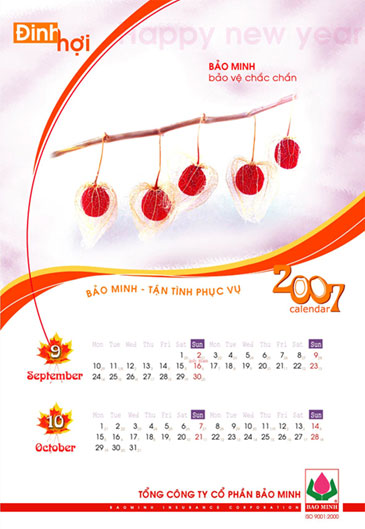 Đinh hợi
happy new year
BẢO MINH
bảo vệ chắc chắn
BẢO MINH - TẬN TÌNH PHỤC VỤ
2007
calendar
9
September
Mon Tue Wed Thu Fri Sat Sun Mon Tue Wed Thu Fri Sat Sun
1 2 3 4 5 6 7 8 9
10 11 12 13 14 15 16 17 18 19 20 21 22 23
24 25 26 27 28 29 30
10
October
Mon Tue Wed Thu Fri Sat Sun Mon Tue Wed Thu Fri Sat Sun
1 2 3 4 5 6 7 8 9 10 11 12 13 14
15 16 17 18 19 20 21 22 23 24 25 26 27 28
29 30 31
TỔNG CÔNG TY CỔ PHẦN BẢO MINH
BAOMINH INSURANCE CORPORATION
BAO MINH
ISO 9001:2000